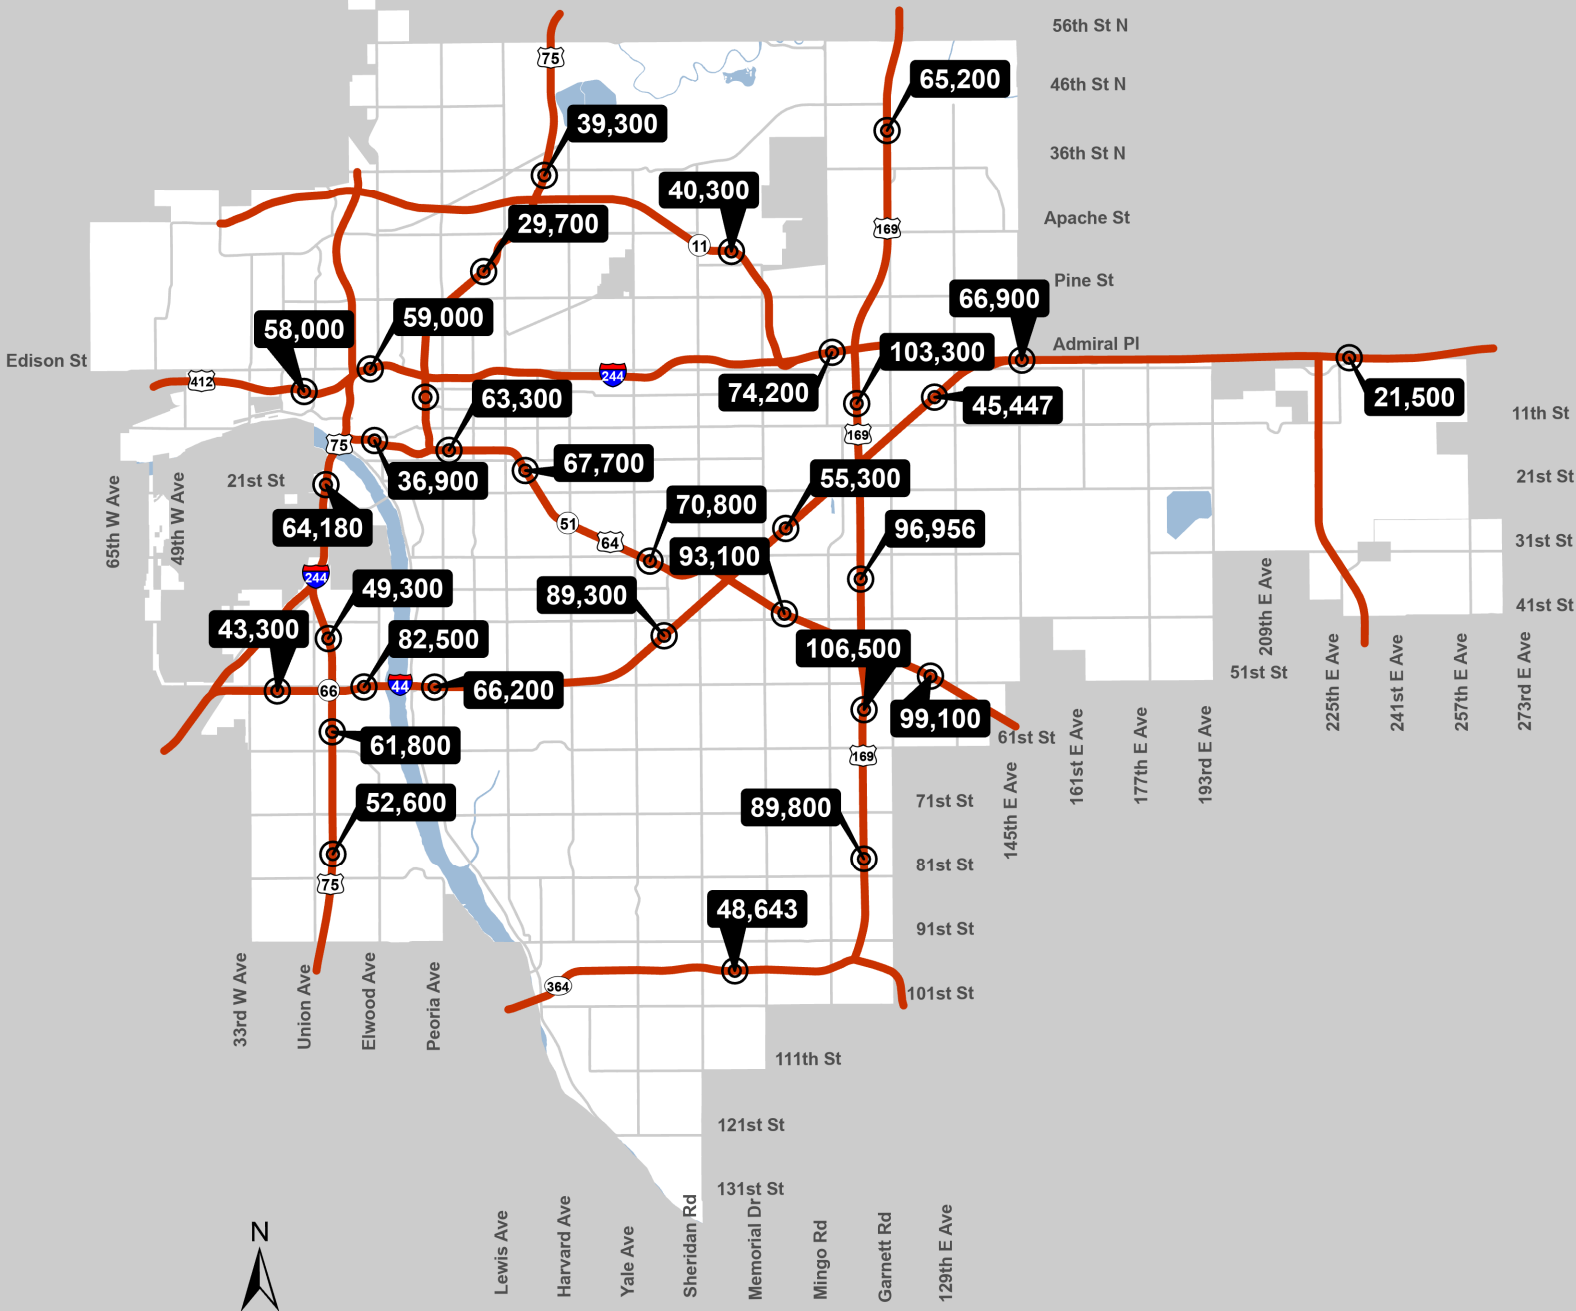 56th St N
75
65,200
46th St N
39,300
36th St N
40,300
Apache St
29,700
169
11
Pine St
66,900
59,000
58,000
Admiral Pl
103,300
Edison St
244
412
74,200
63,300
45,447
21,500
11th St
169
75
67,700
36,900
55,300
21st St
21st St
70,800
65th W Ave
49th W Ave
64,180
51
64
96,956
31st St
93,100
244
49,300
89,300
209th E Ave
41st St
43,300
82,500
106,500
51st St
66
44
66,200
225th E Ave
241st E Ave
257th E Ave
273rd E Ave
99,100
61st St
61,800
169
161st E Ave
177th E Ave
193rd E Ave
52,600
89,800
71st St
145th E Ave
81st St
75
48,643
91st St
364
101st St
33rd W Ave
Union Ave
Elwood Ave
Peoria Ave
111th St
121st St
131st St
N
Lewis Ave
Harvard Ave
Yale Ave
Sheridan Rd
Memorial Dr
Mingo Rd
Garnett Rd
129th E Ave